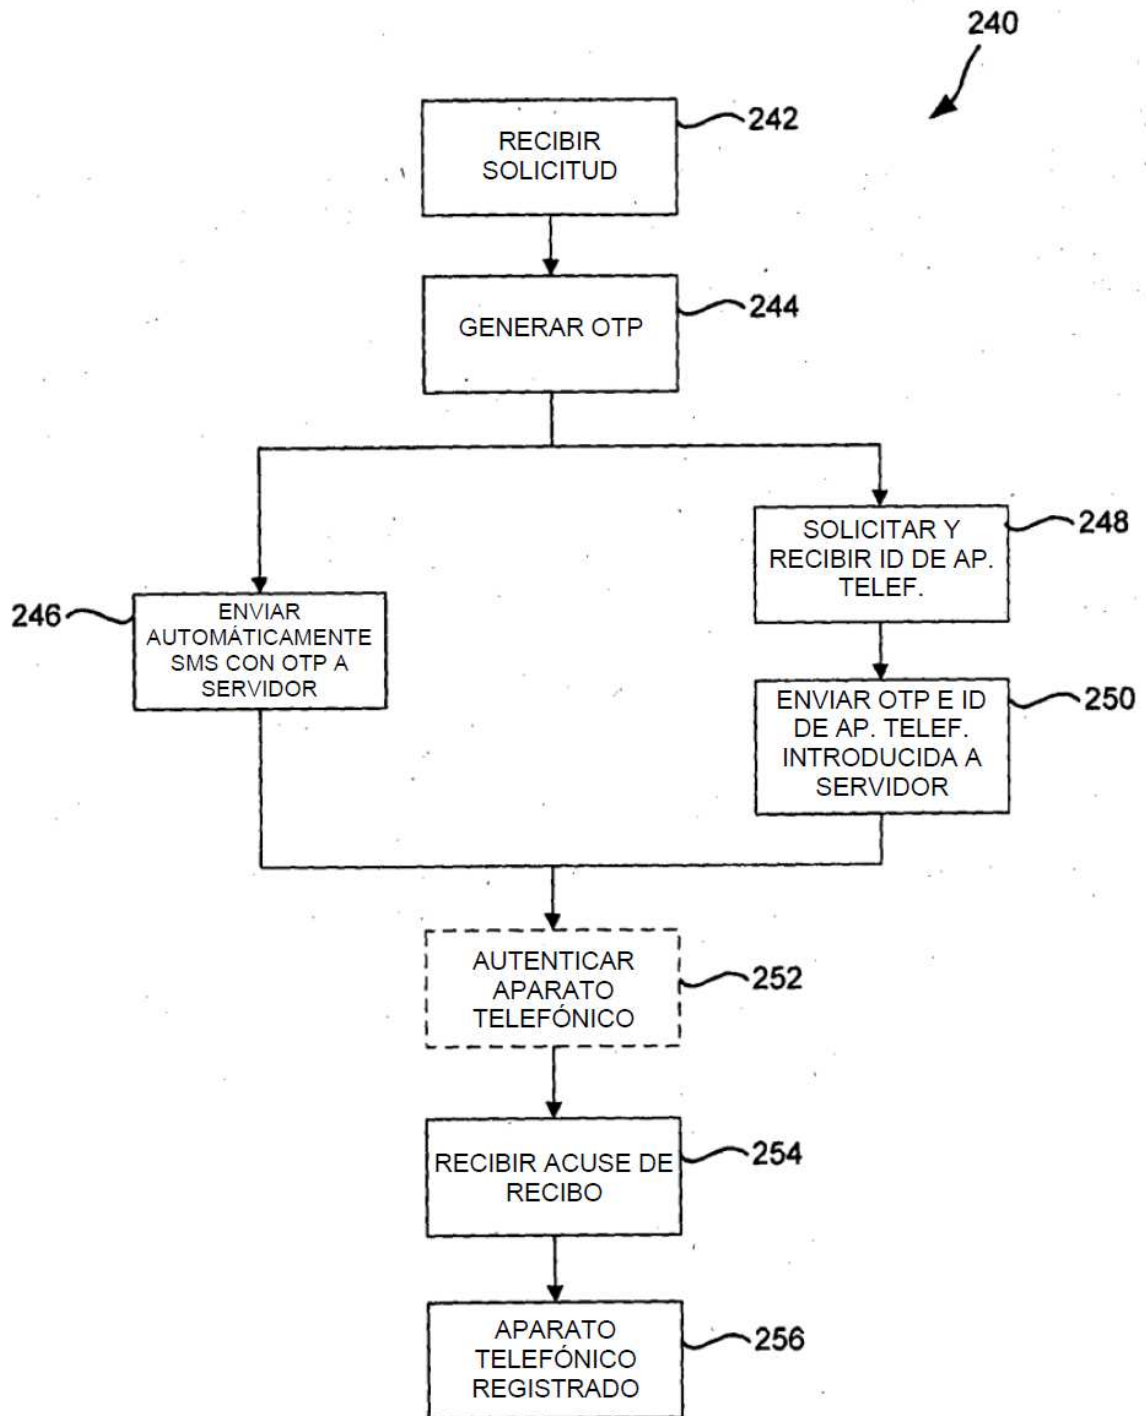 240
RECIBIR
SOLICITUD
242
GENERAR OTP
244
SOLICITAR Y
RECIBIR ID DE AP.
TELEF.
248
246
ENVIAR
AUTOMÁTICAMENTE
SMS CON OTP A
SERVIDOR
ENVIAR OTP E ID
DE AP. TELEF.
INTRODUCIDA A
SERVIDOR
250
AUTENTICAR
APARATO
TELEFÓNICO
252
RECIBIR ACUSE DE
RECIBO
254
APARATO
TELEFÓNICO
REGISTRADO
256